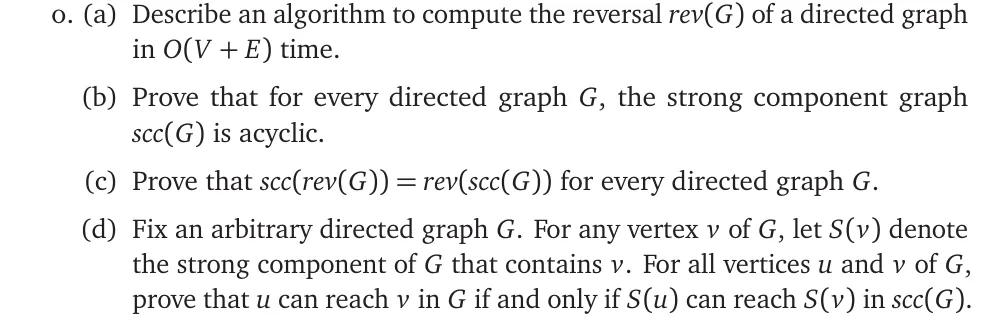 0. (a) Describe an algorithm to compute the reversal rev(G) of a directed graph
in O(V + E) time.
(b) Prove that for every directed graph G, the strong component graph
scc(G) is acyclic.
(c) Prove that scc(rev(G)) = rev(scc(G)) for every directed graph G.
(d) Fix an arbitrary directed graph G. For any vertex v of G, let S(v) denote
the strong component of G that contains v. For all vertices u and v of G,
prove that u can reach v in G if and only if S(u) can reach S(v) in scc(G).